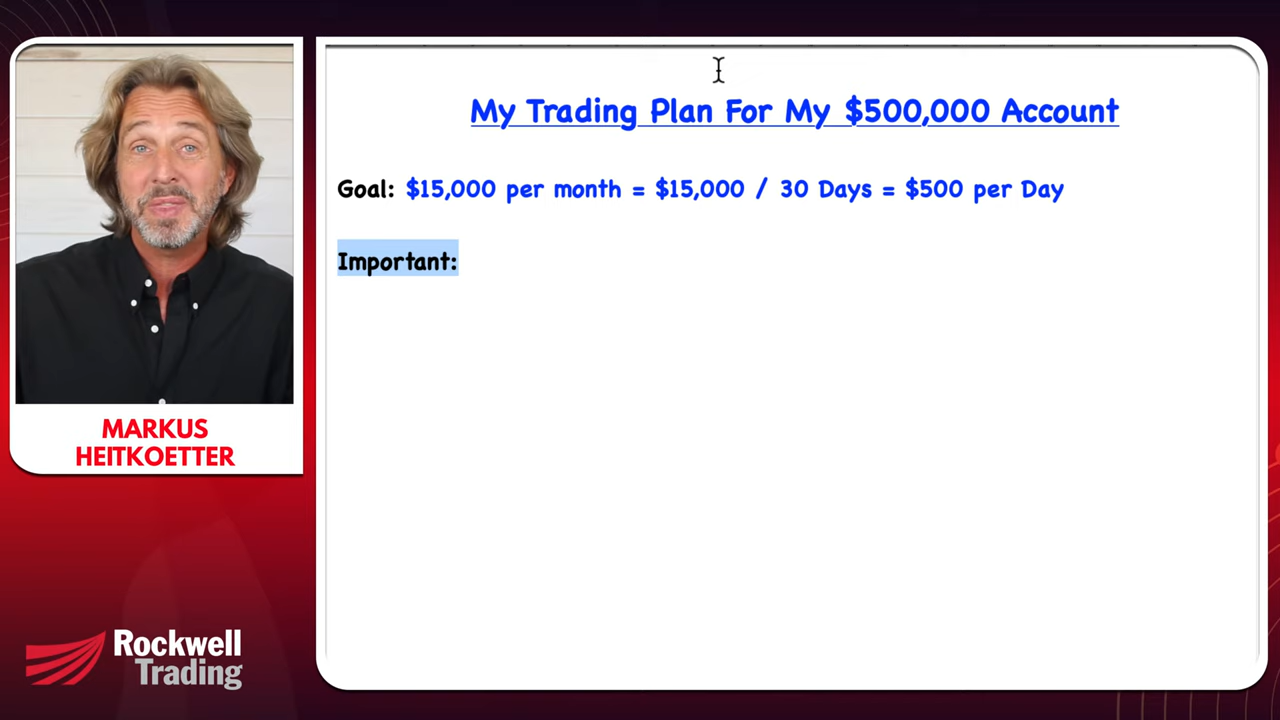 My Trading Plan For My $500,000 Account
Goal: $15,000 per month = $15,000 / 30 Days = $500 per Day
Important:
MARKUS
HEITKOETTER
Rockwell
Trading